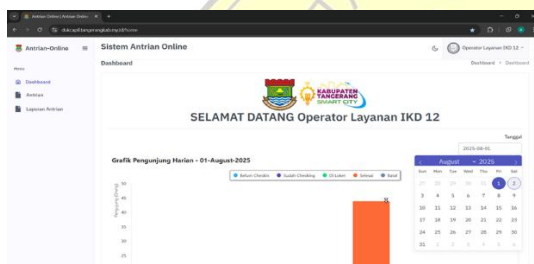 Antrian Online | Antrian Online
dukcapil.tangerangkab.my.id/home
Antrian-Online
Sistem Antrian Online
Operator Layanan IKD 12
Menu
Dashboard
Antrian
Layanan Antrian
Dashboard
Dashboard > Dashboard
KABUPATEN
TANGERANG
SMART CITY
SELAMAT DATANG Operator Layanan IKD 12
Tanggal
2025-08-01
Grafik Pengunjung Harian - 01-August-2025
Belum Checkin Sudah Checking Di Loket Selesai Batal
August 2025
Sun Mon Tue Wed Thu Fri Sat
27 28 29 30 31 1 2
3 4 5 6 7 8 9
10 11 12 13 14 15 16
17 18 19 20 21 22 23
24 25 26 27 28 29 30
31 1 2 3 4 5 6
50
45
40
35
30
25